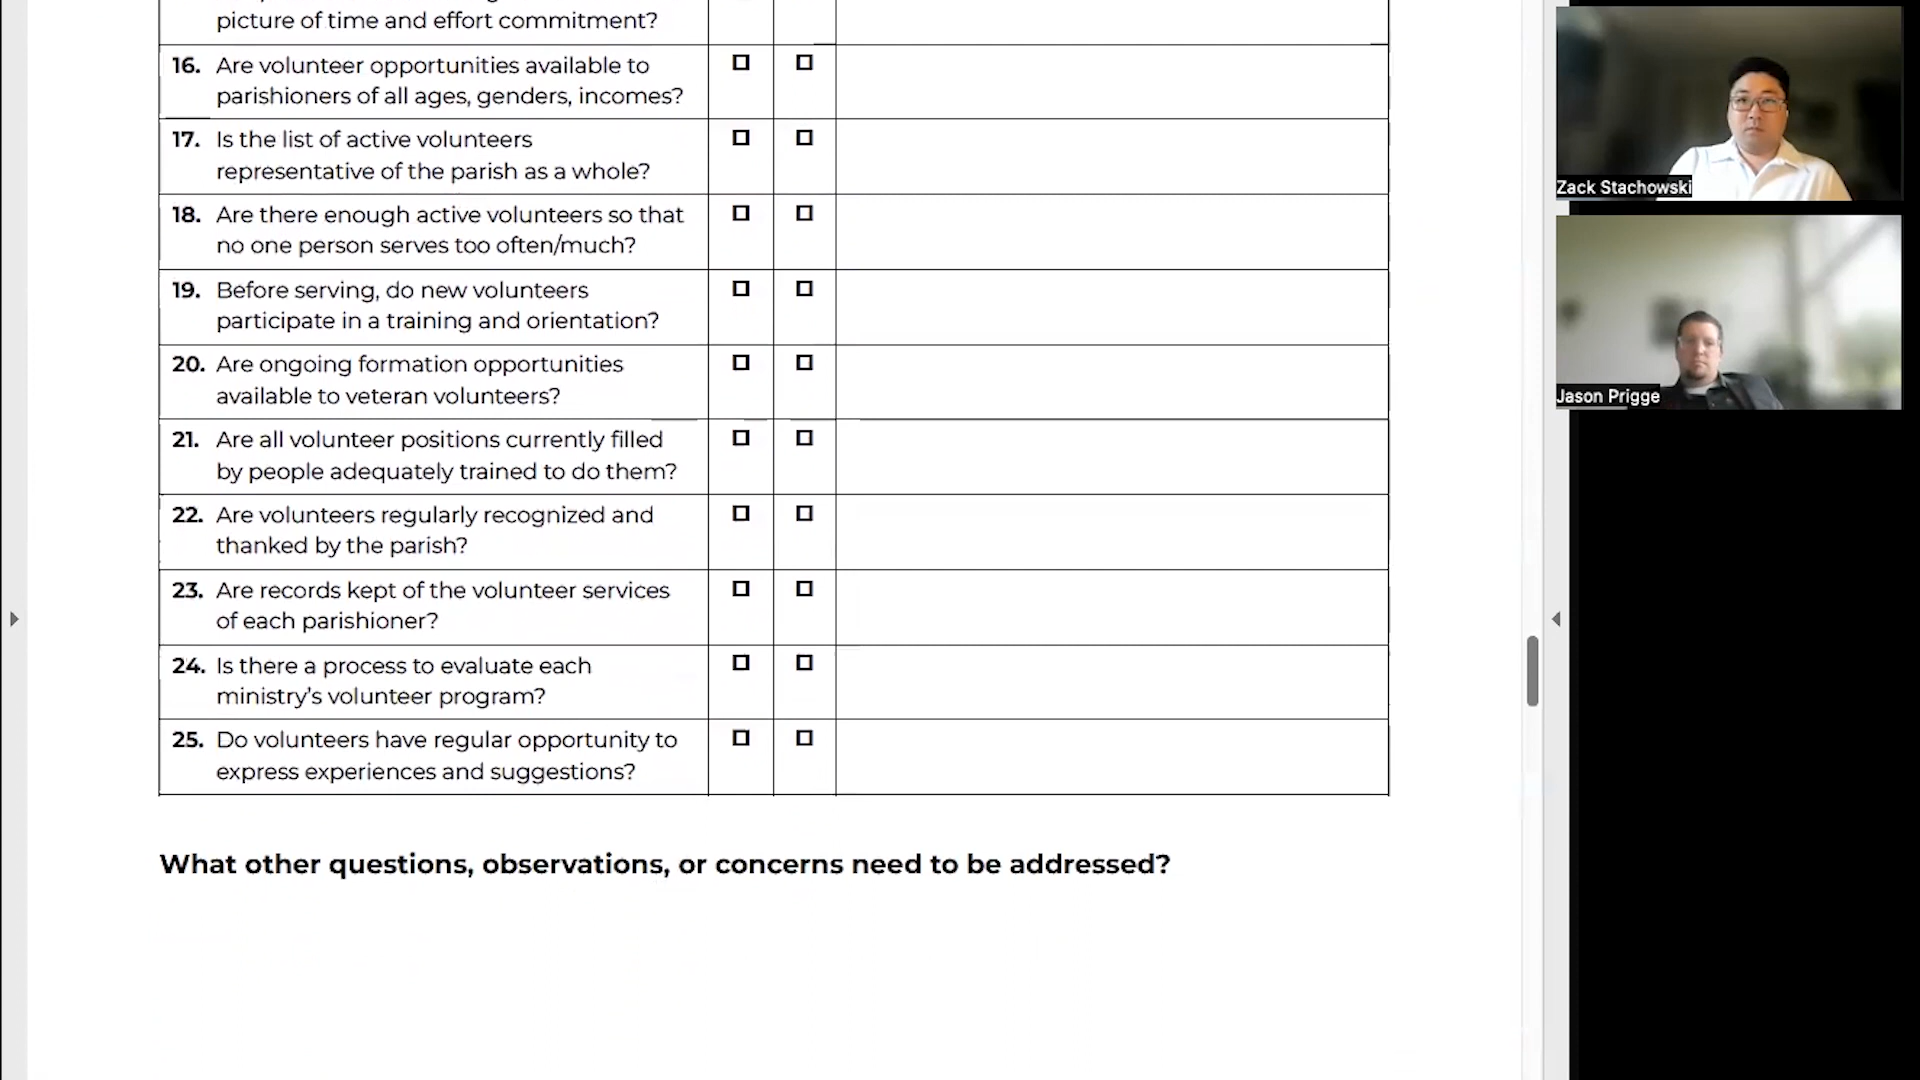 picture of time and effort commitment?
16. Are volunteer opportunities available to
parishioners of all ages, genders, incomes?
17. Is the list of active volunteers
representative of the parish as a whole?
18. Are there enough active volunteers so that
no one person serves too often/much?
19. Before serving, do new volunteers
participate in a training and orientation?
20. Are ongoing formation opportunities
available to veteran volunteers?
21. Are all volunteer positions currently filled
by people adequately trained to do them?
22. Are volunteers regularly recognized and
thanked by the parish?
23. Are records kept of the volunteer services
of each parishioner?
24. Is there a process to evaluate each
ministry's volunteer program?
25. Do volunteers have regular opportunity to
express experiences and suggestions?
What other questions, observations, or concerns need to be addressed?
Zack Stachowski
Jason Prigge